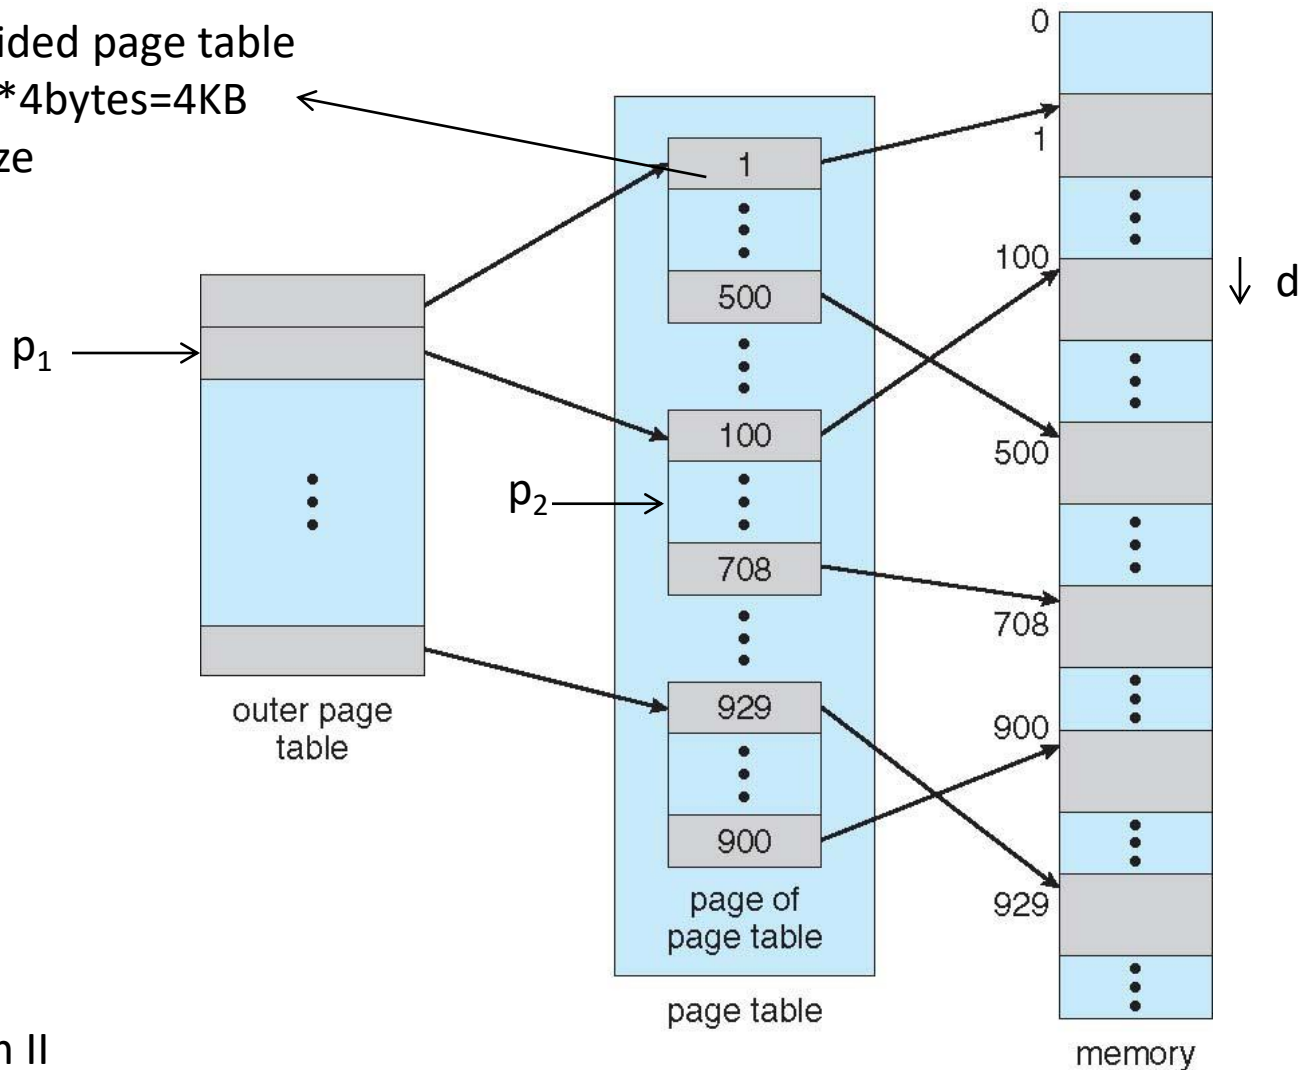 ided page table
*4bytes=4KB
ze
p₁
outer page
table
1
500
100
p₂
708
929
900
page of
page table
page table
0
1
100
d
500
708
900
929
memory
n II